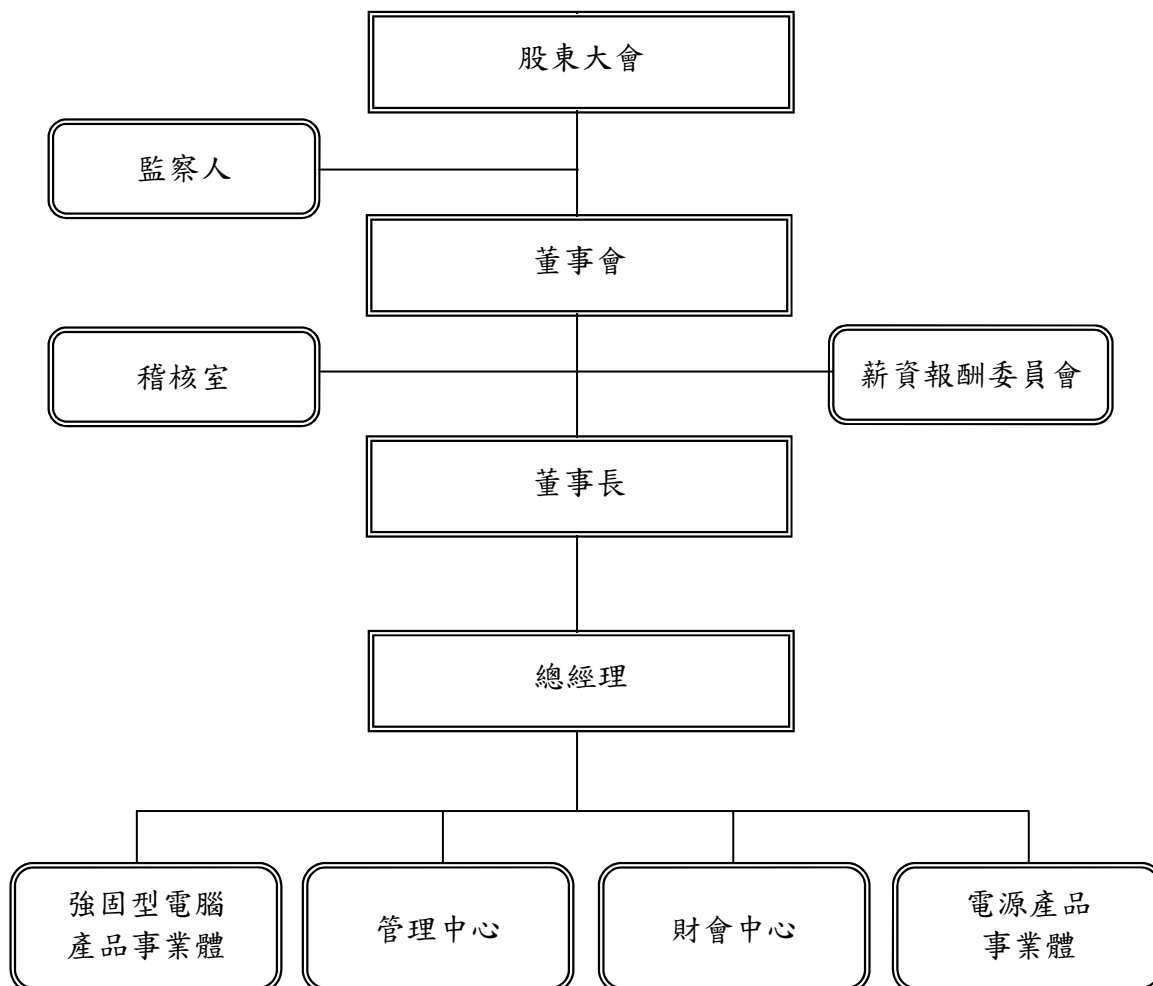 股東大會
監察人
董事會
稽核室
薪資報酬委員會
董事長
總經理
強固型電腦
產品事業體
管理中心
財會中心
電源產品
事業體